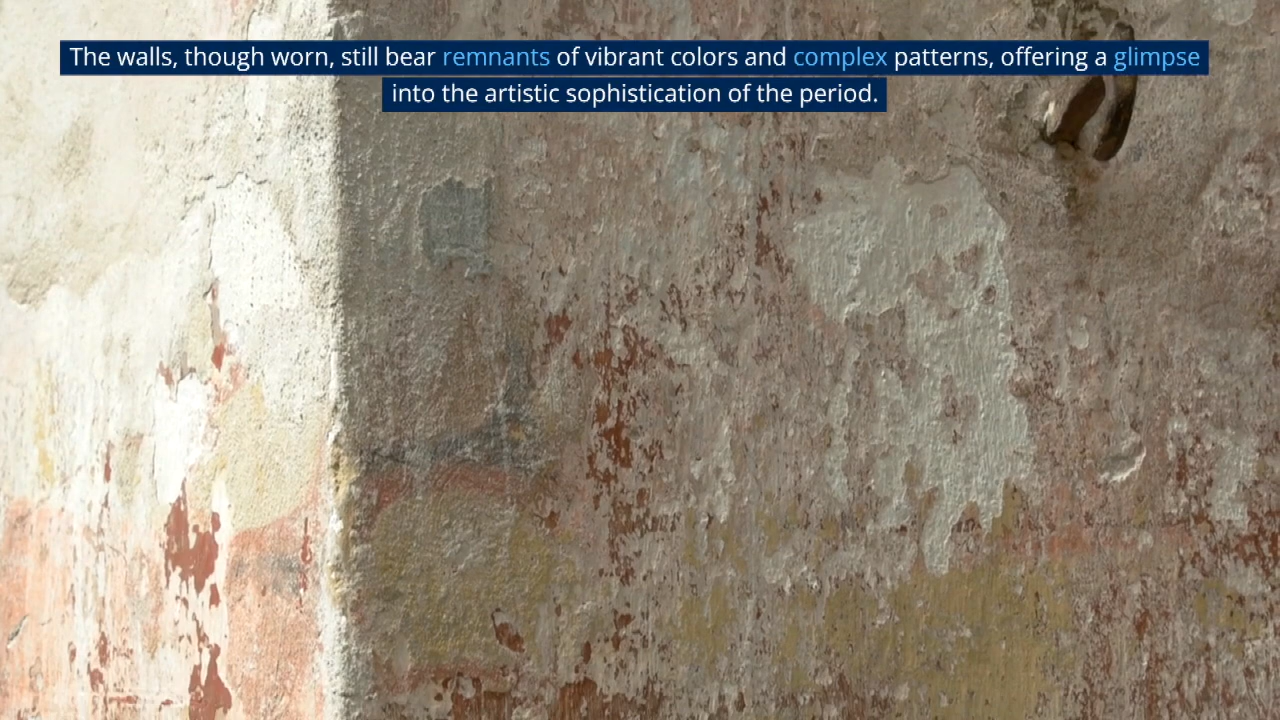 The walls, though worn, still bear remnants of vibrant colors and complex patterns, offering a glimpse
into the artistic sophistication of the period.